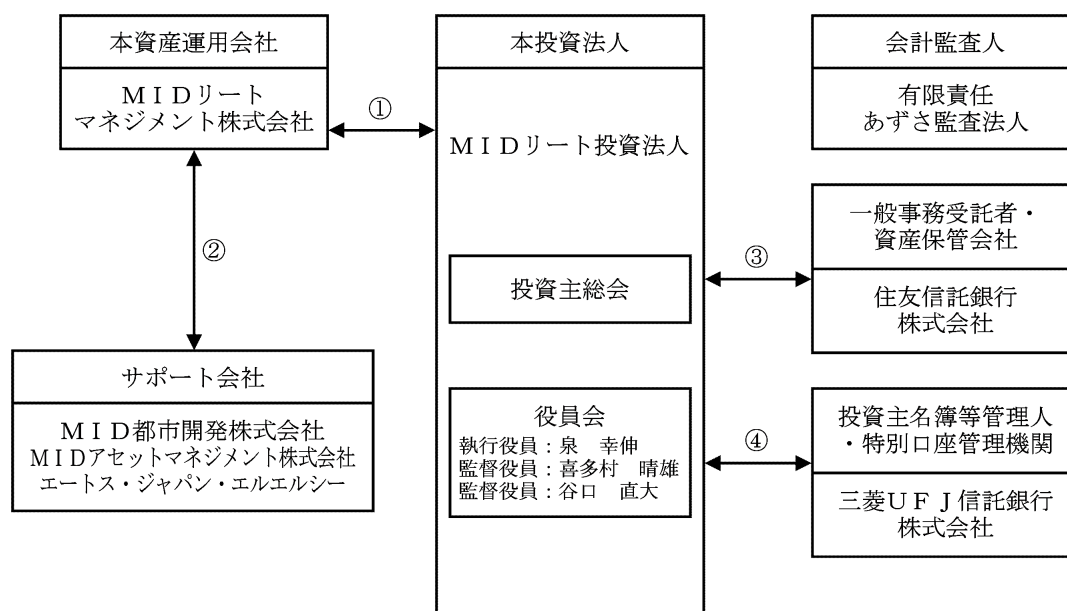 本資産運用会社
ＭＩＤリート
マネジメント株式会社
①
②
サポート会社
ＭＩＤ都市開発株式会社
ＭＩＤアセットマネジメント株式会社
エートス・ジャパン・エルエルシー
本投資法人
ＭＩＤリート投資法人
投資主総会
役員会
執行役員：泉　幸伸
監督役員：喜多村　晴雄
監督役員：谷口　直大
③
④
会計監査人
有限責任
あずさ監査法人
一般事務受託者・
資産保管会社
住友信託銀行
株式会社
投資主名簿等管理人
・特別口座管理機関
三菱ＵＦＪ信託銀行
株式会社